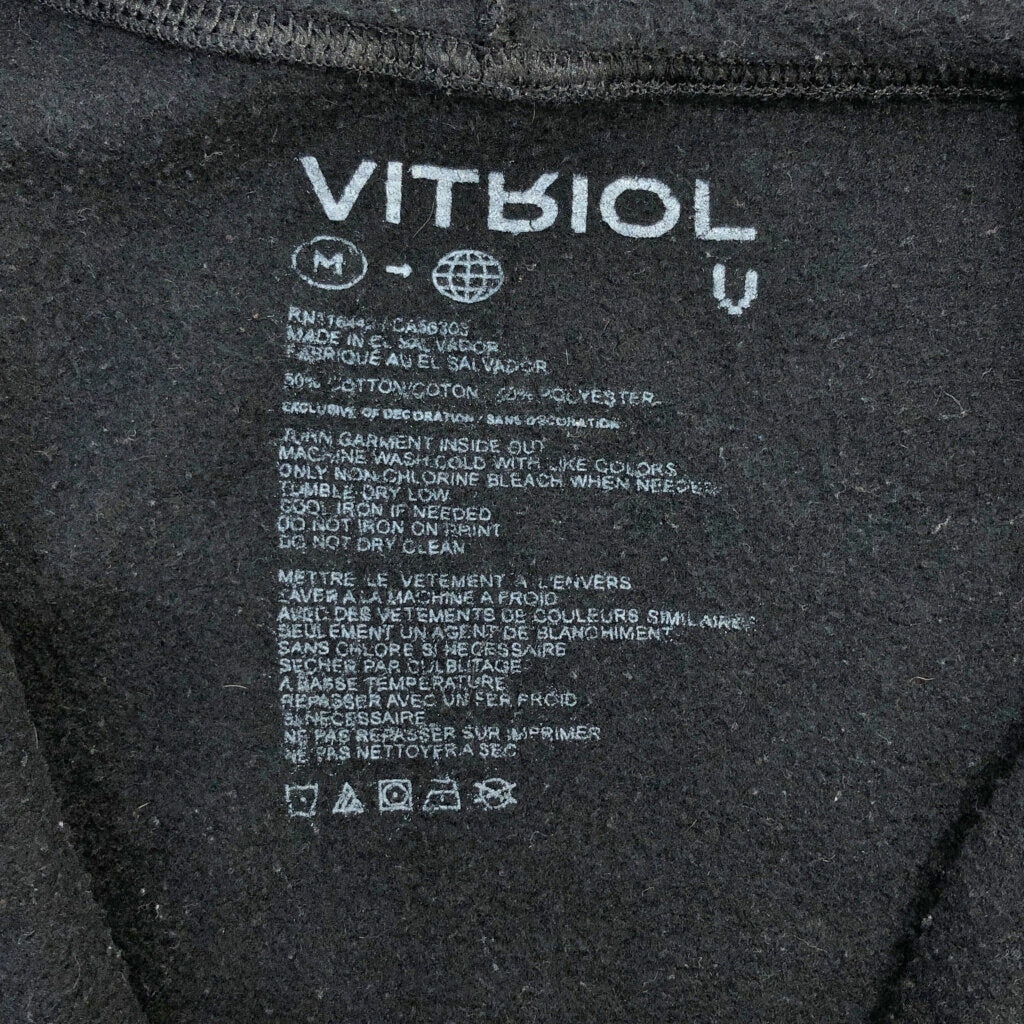 VITRIOL
M
MADE IN EL SALVADOR
FABRIQUE AU EL SALVADOR
50% COTTON/COTON 50% POLYESTER
EXCLUSIVE OF DECORATION / SANS DECORATION
TURN GARMENT INSIDE OUT
MACHINE WASH COLD WITH LIKE COLORS
ONLY NON-CHLORINE BLEACH WHEN NEEDED
TUMBLE DRY LOW
COOL IRON IF NEEDED
DO NOT IRON ON PRINT
DO NOT DRY CLEAN
METTRE LE VETEMENT A L'ENVERS
LAVER A LA MACHINE A FROID
AVEC DES VETEMENTS DE COULEURS SIMILAIRES
SEULEMENT UN AGENT DE BLANCHIMENT
SANS CHLORE SI NECESSAIRE
SECHER PAR CULBUTAGE
A BASSE TEMPERATURE
REPASSER AVEC UN FER FROID
SI NECESSAIRE
NE PAS REPASSER SUR IMPRIMER
NE PAS NETTOYER A SEC